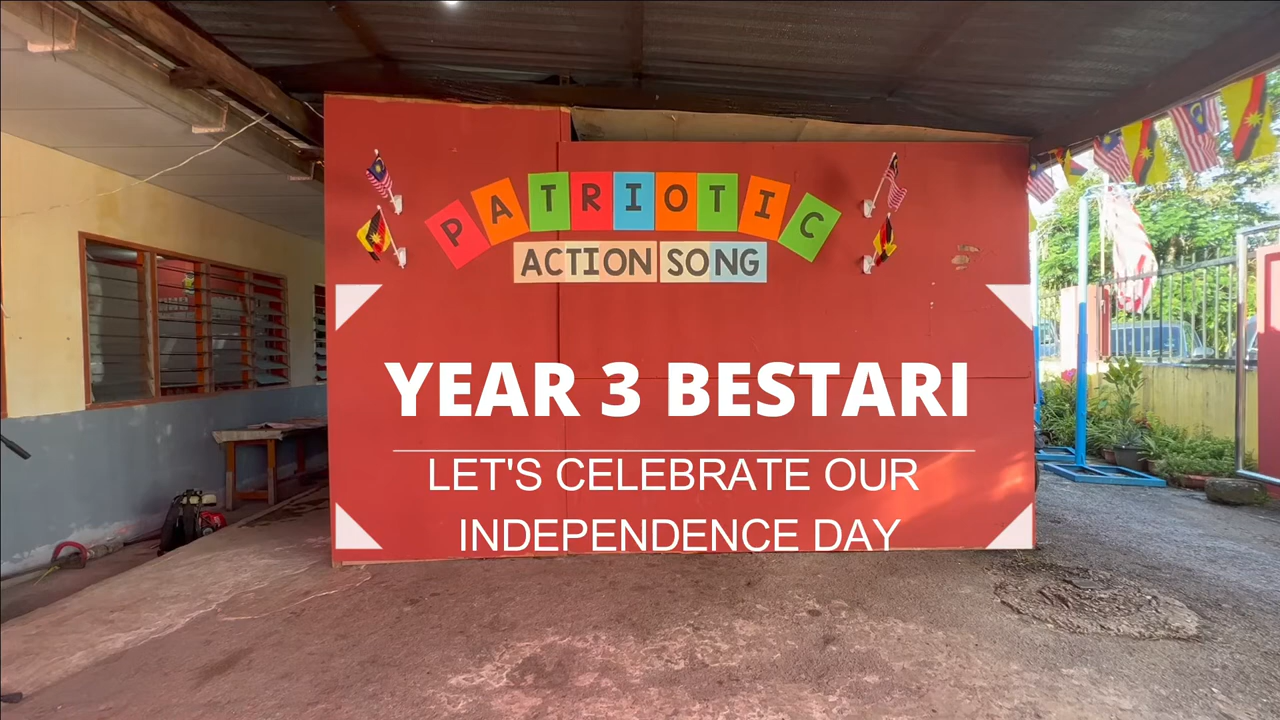 PATRIOTIC
ACTION SONG
YEAR 3 BESTARI
LET'S CELEBRATE OUR
INDEPENDENCE DAY